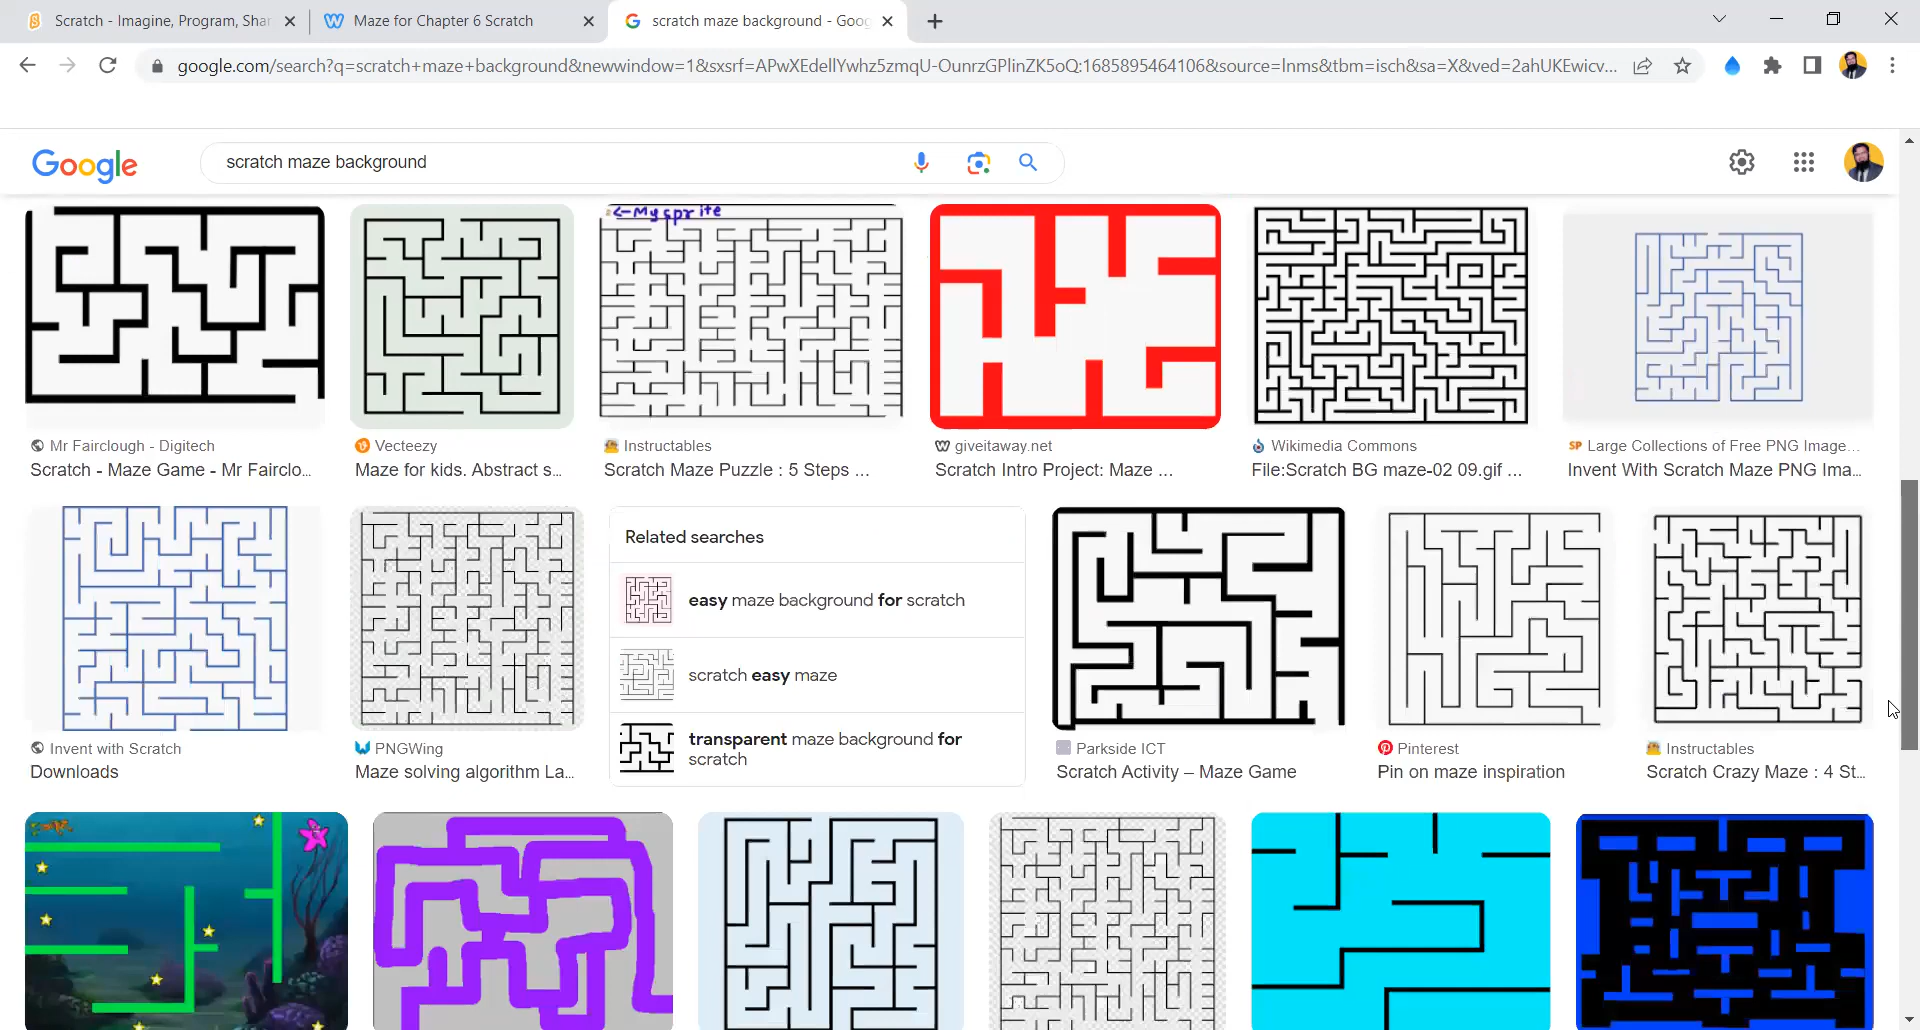 Scratch - Imagine, Program, Shar
Maze for Chapter 6 Scratch
scratch maze background - Goog
google.com/search?q=scratch+maze+background&newwindow=1&sxsrf=APwXEdellYwhz5zmqU-OunrzGPlinZK5oQ:1685895464106&source=lnms&tbm=isch&sa=X&ved=2ahUKEwicv...
Google
scratch maze background
<-My sprite
Mr Fairclough - Digitech
Scratch - Maze Game - Mr Fairclo...
Vecteezy
Maze for kids. Abstract s...
Instructables
Scratch Maze Puzzle : 5 Steps ...
giveitaway.net
Scratch Intro Project: Maze ...
Wikimedia Commons
File:Scratch BG maze-02 09.gif ...
SP Large Collections of Free PNG Image...
Invent With Scratch Maze PNG Ima...
Invent with Scratch
Downloads
PNGWing
Maze solving algorithm La...
Related searches
easy maze background for scratch
scratch easy maze
transparent maze background for
scratch
Parkside ICT
Scratch Activity – Maze Game
Pinterest
Pin on maze inspiration
Instructables
Scratch Crazy Maze : 4 St...